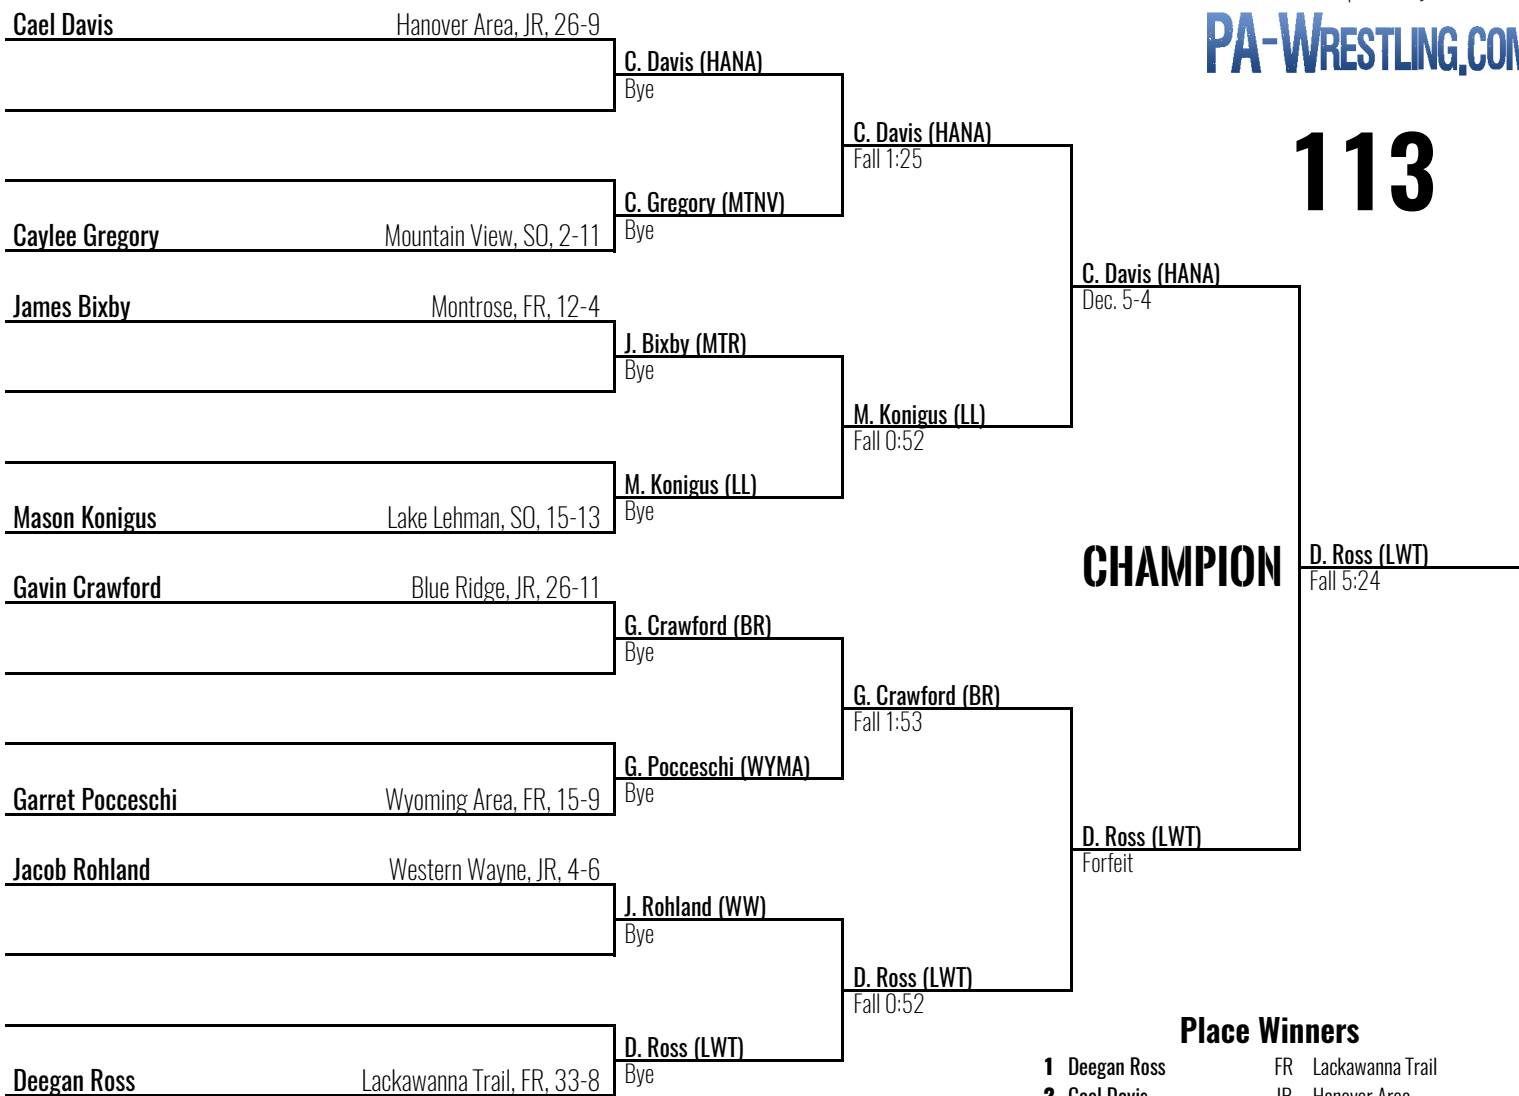 Cael Davis Hanover Area, JR, 26-9
C. Davis (HANA)
Bye
PA-WRESTLING.COM
C. Davis (HANA)
Fall 1:25
113
C. Gregory (MTNV)
Bye
Caylee Gregory Mountain View, SO, 2-11
C. Davis (HANA)
Dec. 5-4
James Bixby Montrose, FR, 12-4
J. Bixby (MTR)
Bye
M. Konigus (LL)
Fall 0:52
M. Konigus (LL)
Bye
Mason Konigus Lake Lehman, SO, 15-13
CHAMPION
D. Ross (LWT)
Fall 5:24
Gavin Crawford Blue Ridge, JR, 26-11
G. Crawford (BR)
Bye
G. Crawford (BR)
Fall 1:53
G. Pocceschi (WYMA)
Bye
Garret Pocceschi Wyoming Area, FR, 15-9
D. Ross (LWT)
Forfeit
Jacob Rohland Western Wayne, JR, 4-6
J. Rohland (WW)
Bye
D. Ross (LWT)
Fall 0:52
D. Ross (LWT)
Bye
Deegan Ross Lackawanna Trail, FR, 33-8
Place Winners
1 Deegan Ross FR Lackawanna Trail
2 Cael Davis JR Hanover Area